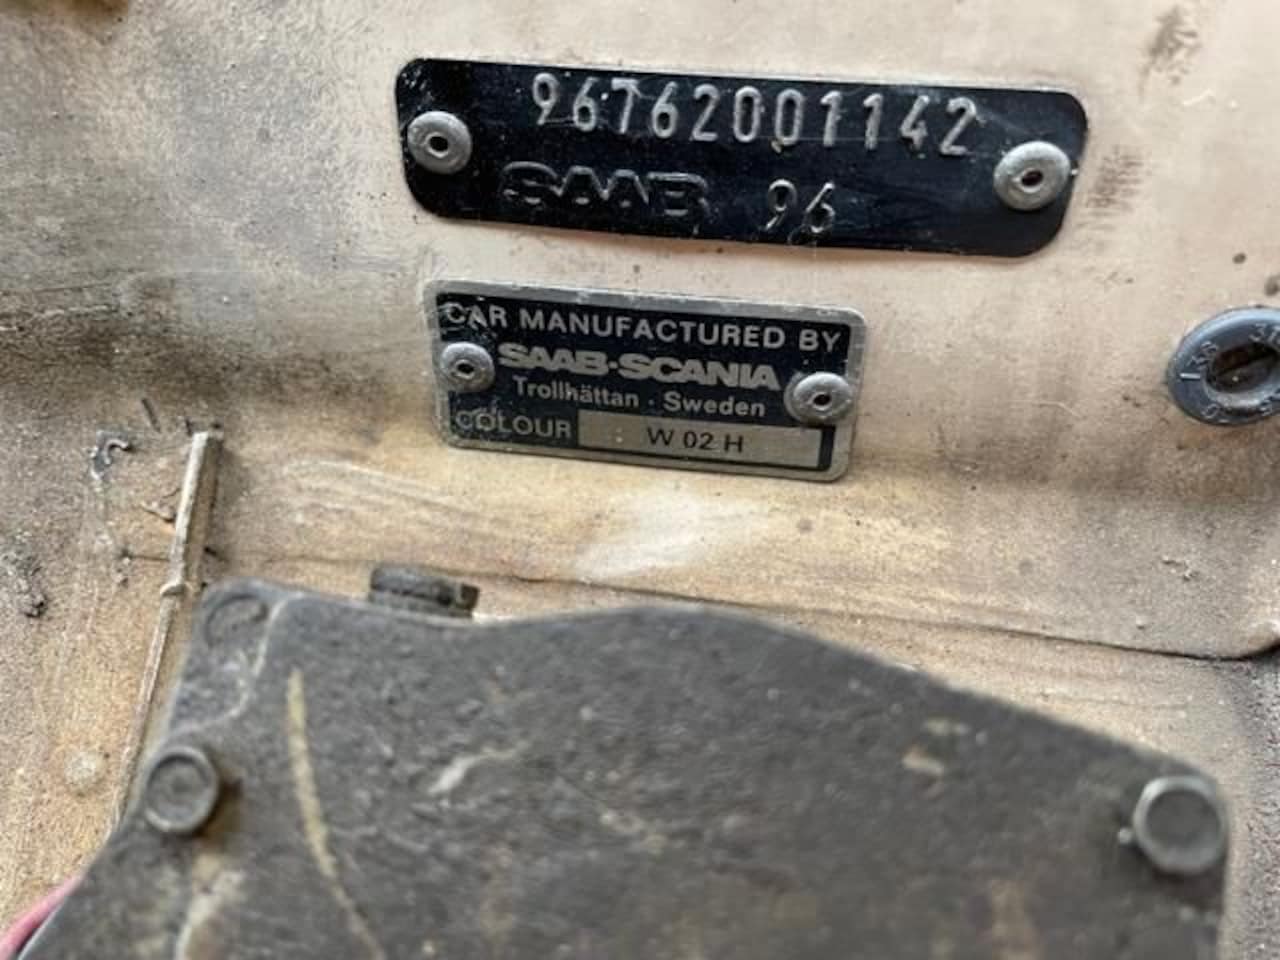 96762001142
SAAB 96
CAR MANUFACTURED BY
SAAB-SCANIA
Trollhättan . Sweden
COLOUR W 02 H